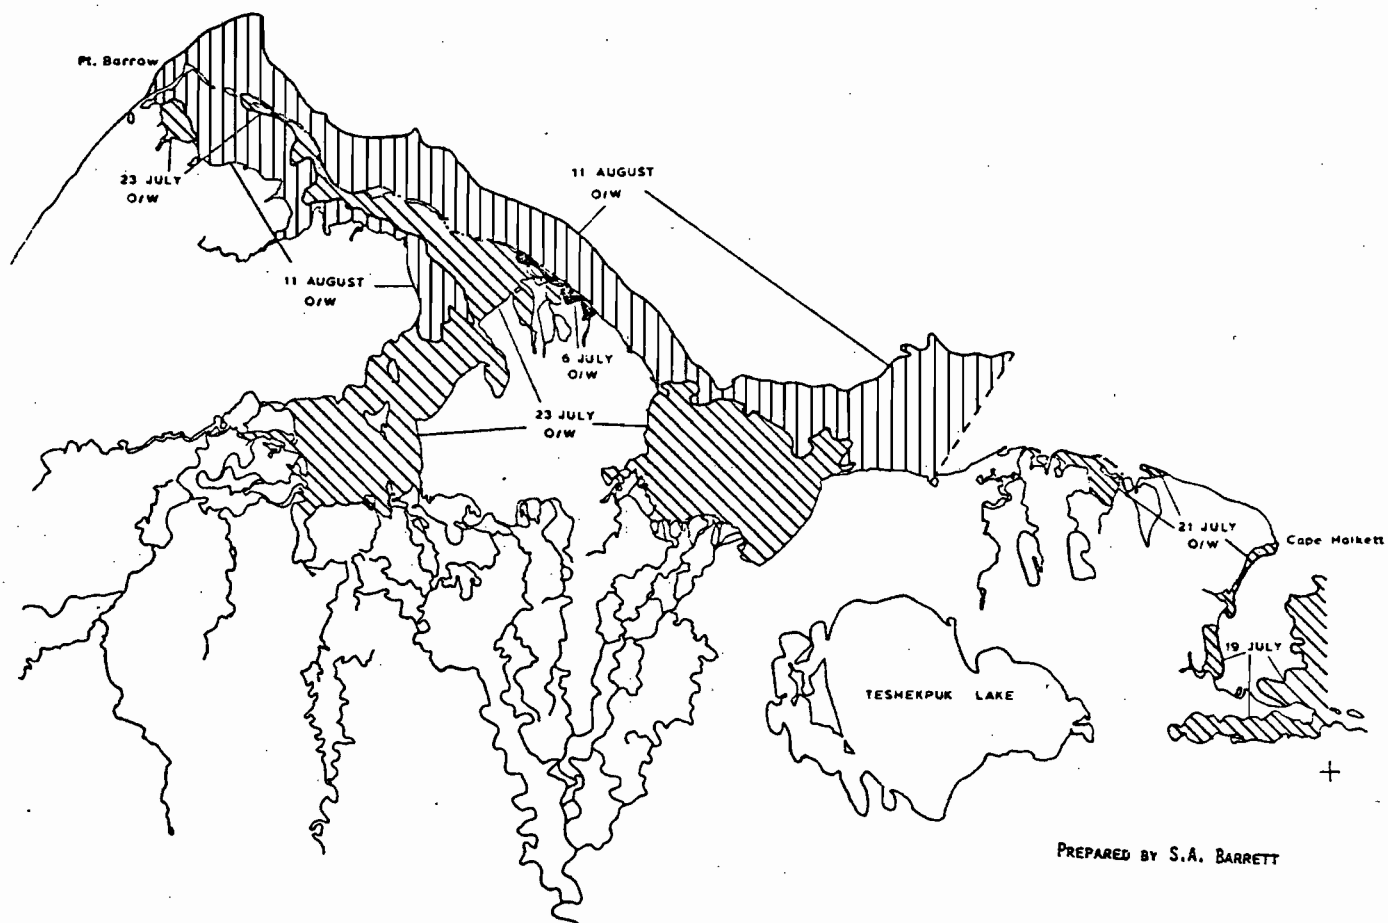 Pt. Barrow
23 JULY
O/W
11 AUGUST
O/W
11 AUGUST
O/W
6 JULY
O/W
23 JULY
O/W
21 JULY
O/W
Cape Halkett
19 JULY
TESHEKPUK LAKE
PREPARED BY S.A. BARRETT